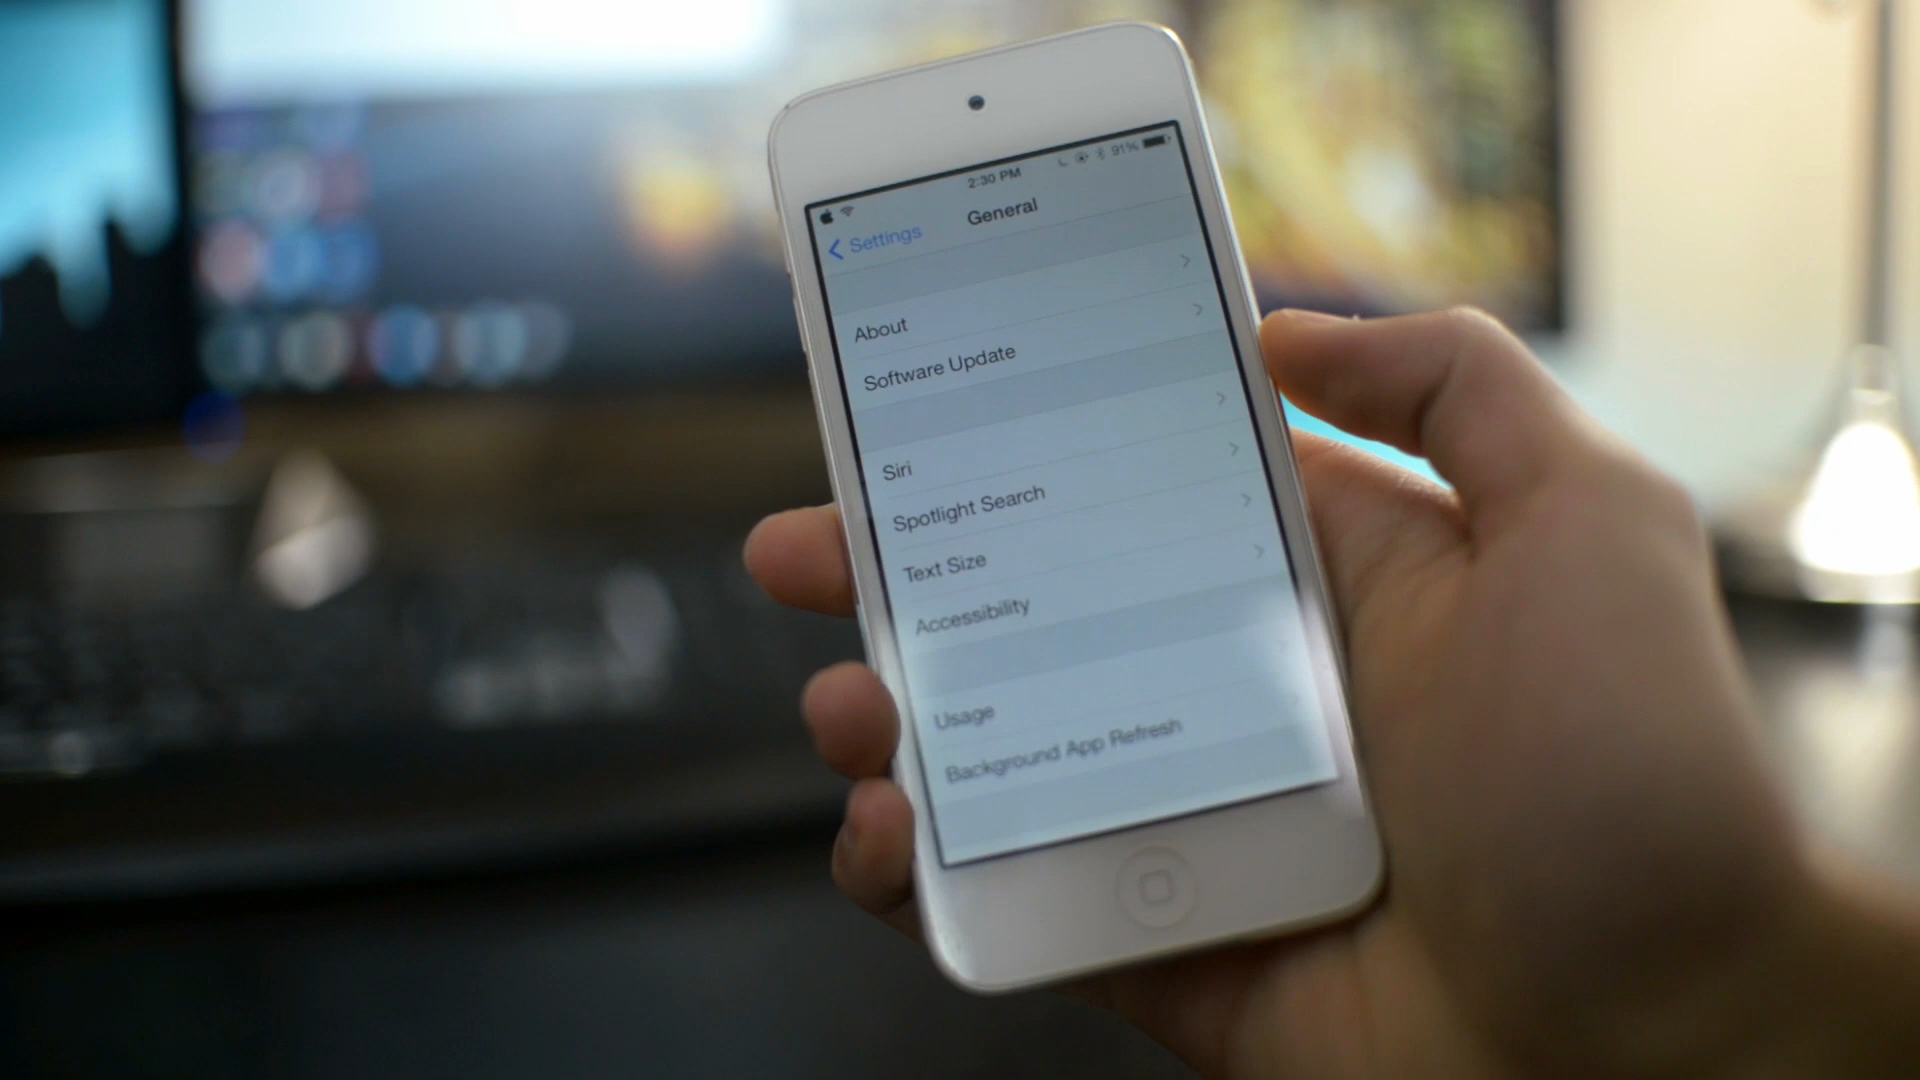 2:30 PM
91%
Settings
General
About
Software Update
Siri
Spotlight Search
Text Size
Accessibility
Usage
Background App Refresh